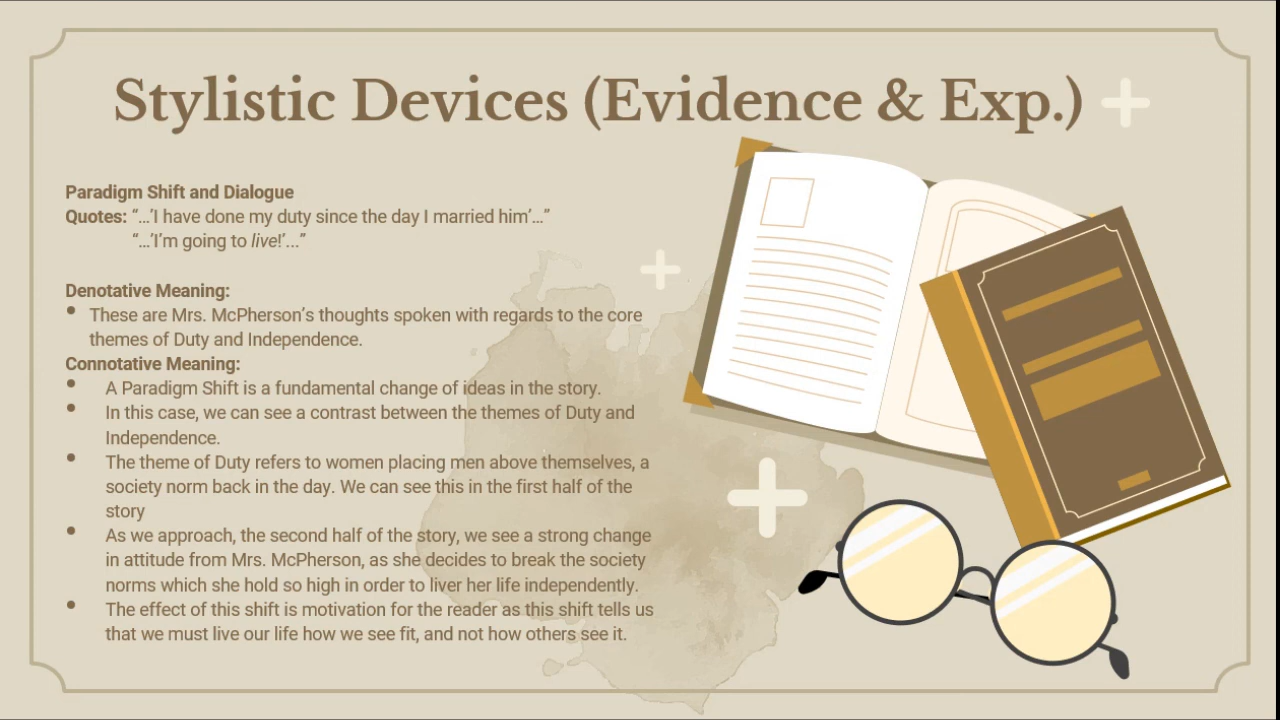 Stylistic Devices (Evidence & Exp.)
Paradigm Shift and Dialogue
Quotes: “…’I have done my duty since the day I married him’…”
“…’I’m going to live!’...”
Denotative Meaning:
• These are Mrs. McPherson’s thoughts spoken with regards to the core
themes of Duty and Independence.
Connotative Meaning:
• A Paradigm Shift is a fundamental change of ideas in the story.
• In this case, we can see a contrast between the themes of Duty and
Independence.
• The theme of Duty refers to women placing men above themselves, a
society norm back in the day. We can see this in the first half of the
story
• As we approach, the second half of the story, we see a strong change
in attitude from Mrs. McPherson, as she decides to break the society
norms which she hold so high in order to liver her life independently.
• The effect of this shift is motivation for the reader as this shift tells us
that we must live our life how we see fit, and not how others see it.